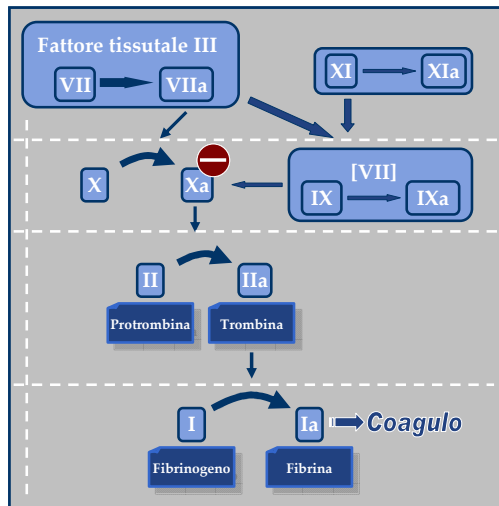 Fattore tissutale III
VII VIIa
XI XIa
X Xa
[VII]
IX IXa
II IIa
Protrombina Trombina
I Ia Coagulo
Fibrinogeno Fibrina